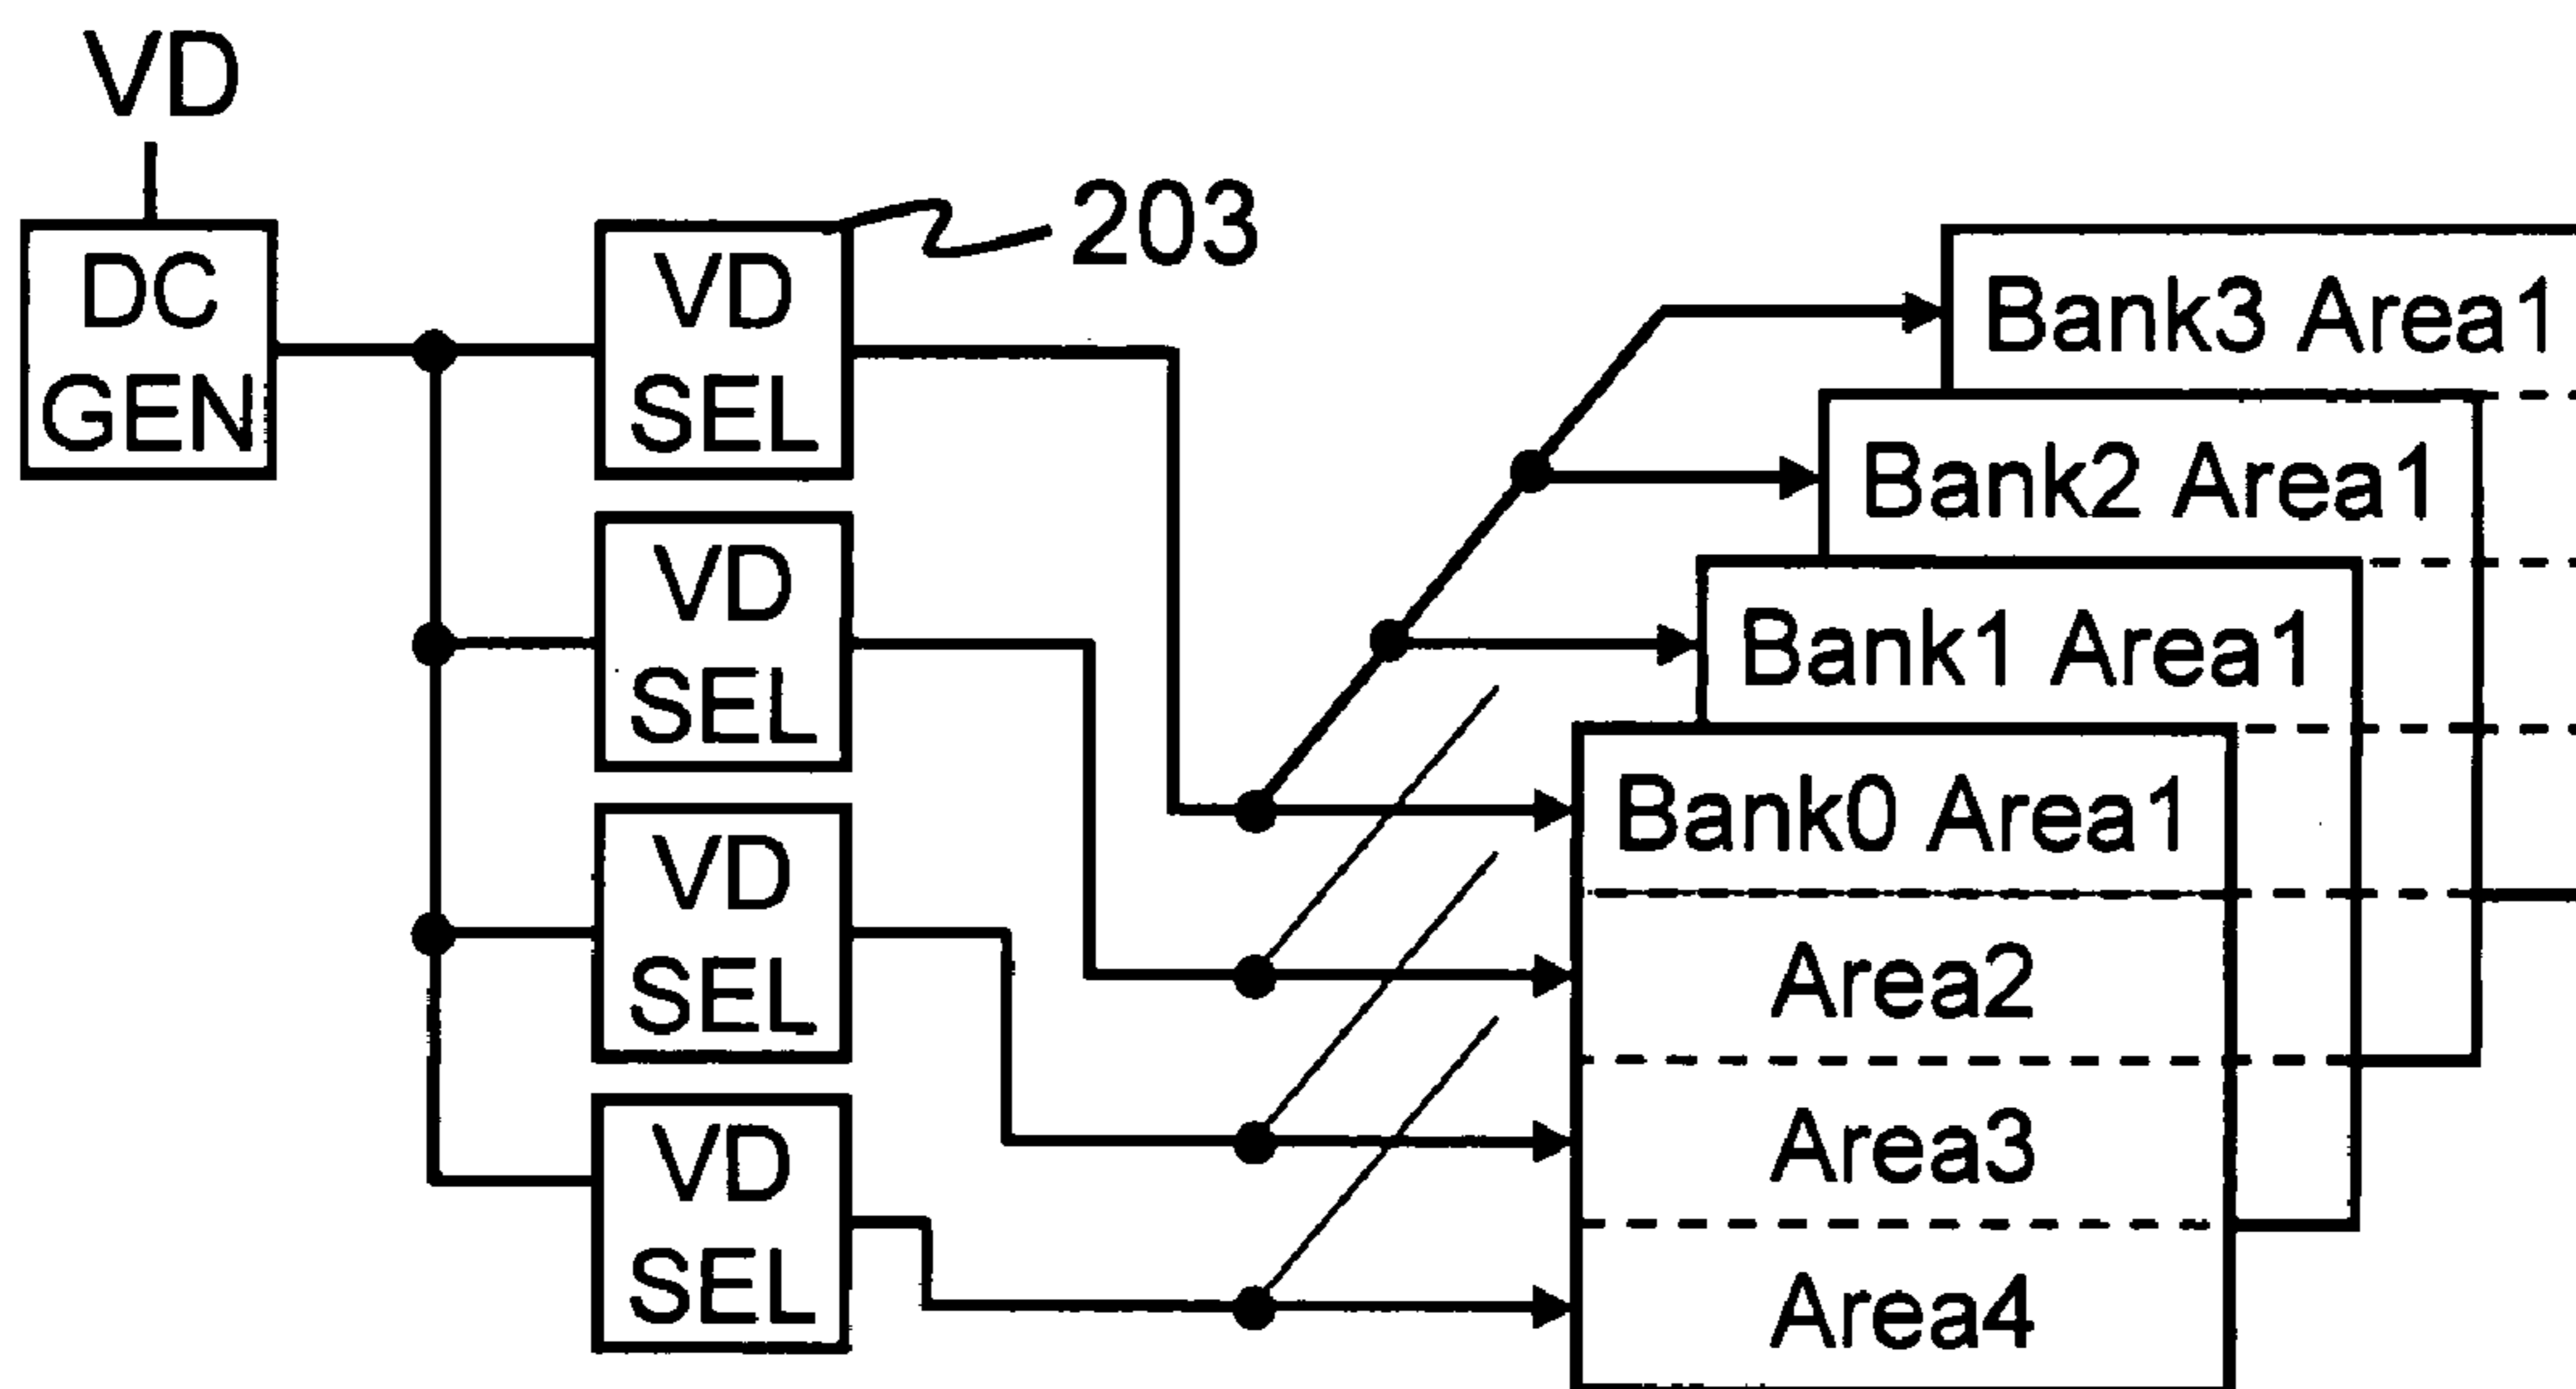 VD
DC
GEN
VD
SEL
203
VD
SEL
VD
SEL
VD
SEL
Bank3 Area1
Bank2 Area1
Bank1 Area1
Bank0 Area1
Area2
Area3
Area4